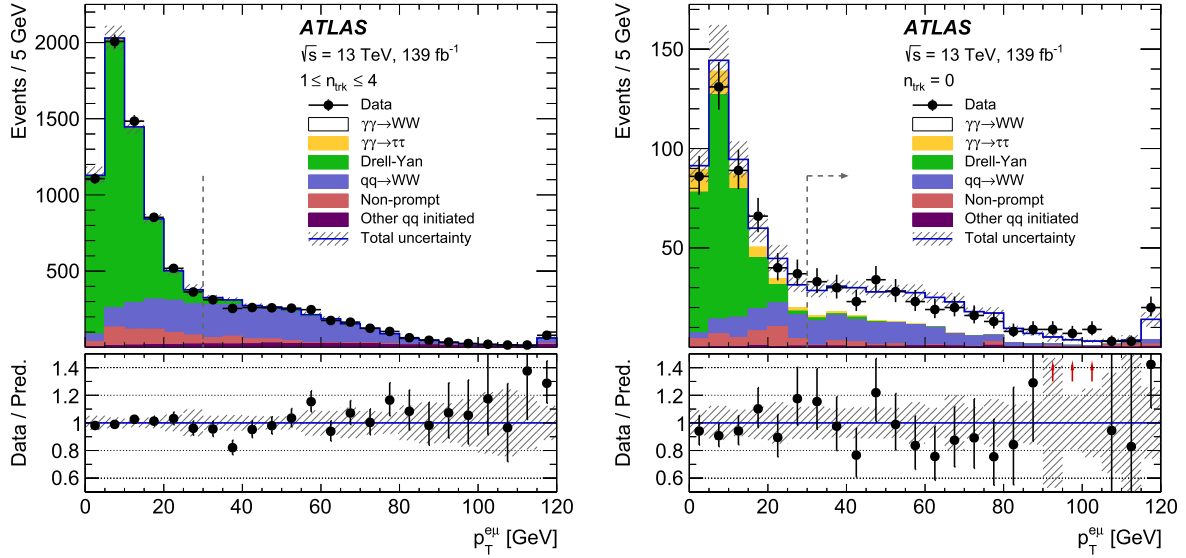 ATLAS
√s = 13 TeV, 139 fb⁻¹
1 ≤ n_trk ≤ 4
Data
γγ→WW
γγ→ττ
Drell-Yan
qq→WW
Non-prompt
Other qq initiated
Total uncertainty
Events / 5 GeV
2000
1500
1000
500
Data / Pred.
1.4
1.2
1
0.8
0.6
0 20 40 60 80 100 120
p_T^eμ [GeV]
ATLAS
√s = 13 TeV, 139 fb⁻¹
n_trk = 0
Data
γγ→WW
γγ→ττ
Drell-Yan
qq→WW
Non-prompt
Other qq initiated
Total uncertainty
Events / 5 GeV
150
100
50
Data / Pred.
1.4
1.2
1
0.8
0.6
0 20 40 60 80 100 120
p_T^eμ [GeV]